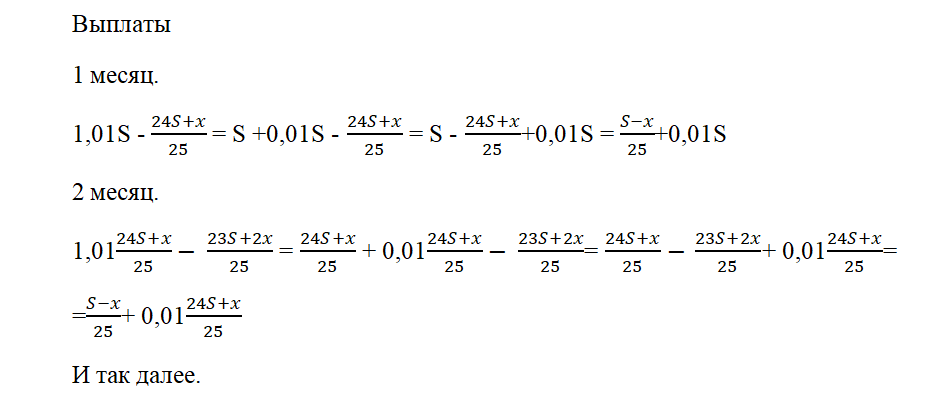 Выплаты
1 месяц.
1,01S - \frac{24S+x}{25} = S +0,01S - \frac{24S+x}{25} = S - \frac{24S+x}{25}+0,01S = \frac{S-x}{25}+0,01S
2 месяц.
1,01\frac{24S+x}{25} − \frac{23S+2x}{25} = \frac{24S+x}{25} + 0,01\frac{24S+x}{25} − \frac{23S+2x}{25}= \frac{24S+x}{25} − \frac{23S+2x}{25}+ 0,01\frac{24S+x}{25}=
=\frac{S-x}{25}+ 0,01\frac{24S+x}{25}
И так далее.